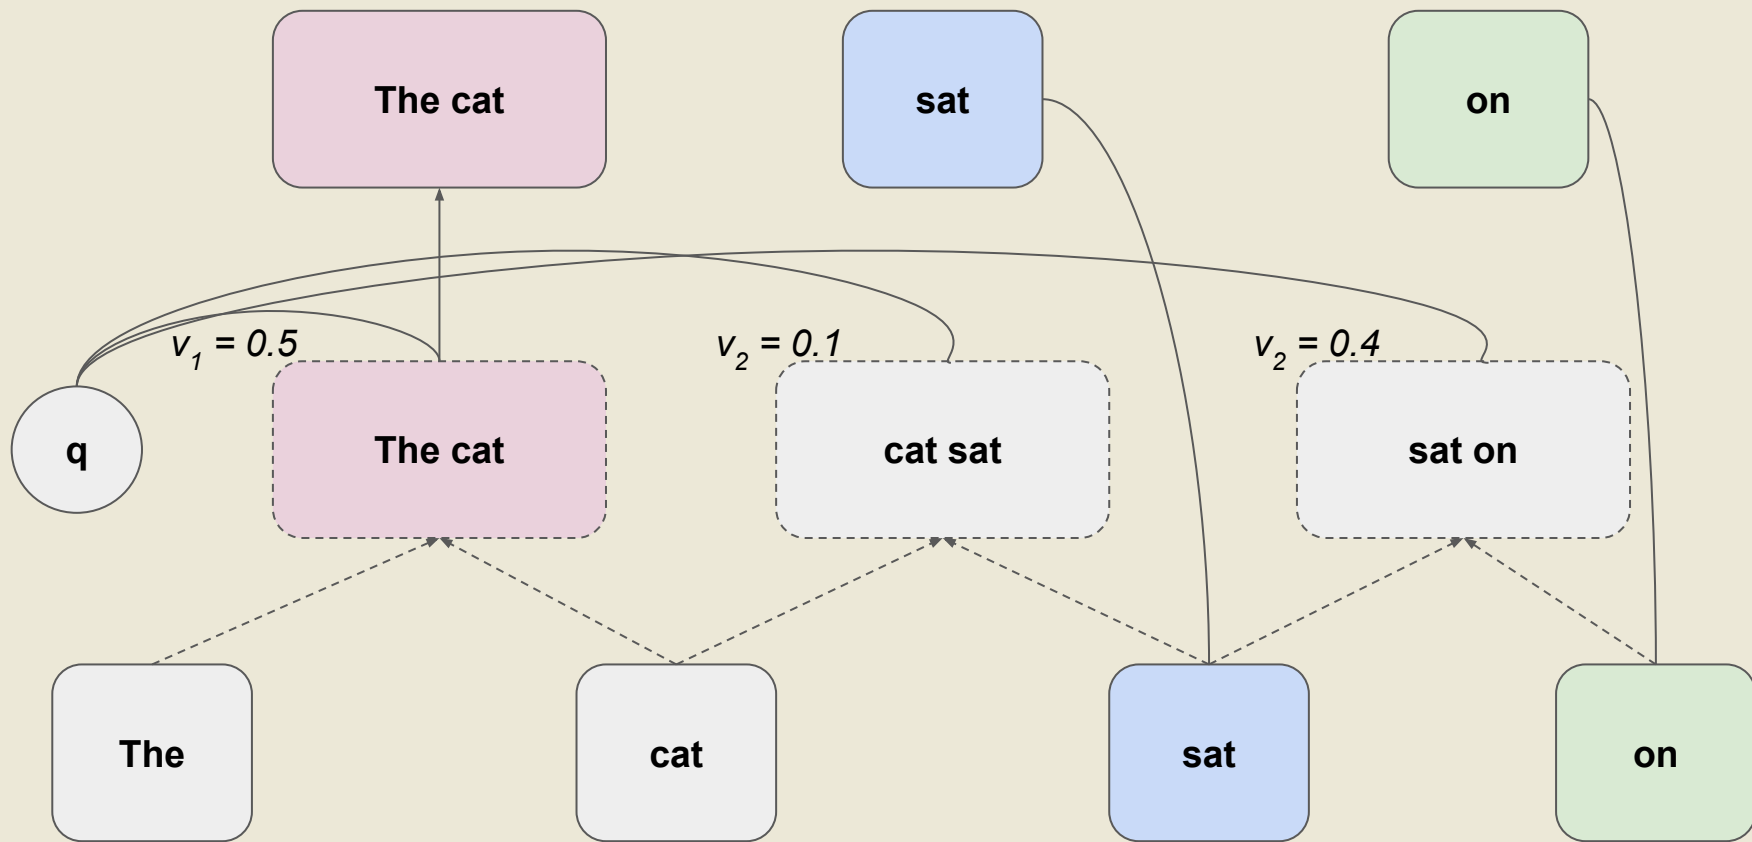 The cat
sat
on
v1 = 0.5
v2 = 0.1
v2 = 0.4
q
The cat
cat sat
sat on
The
cat
sat
on